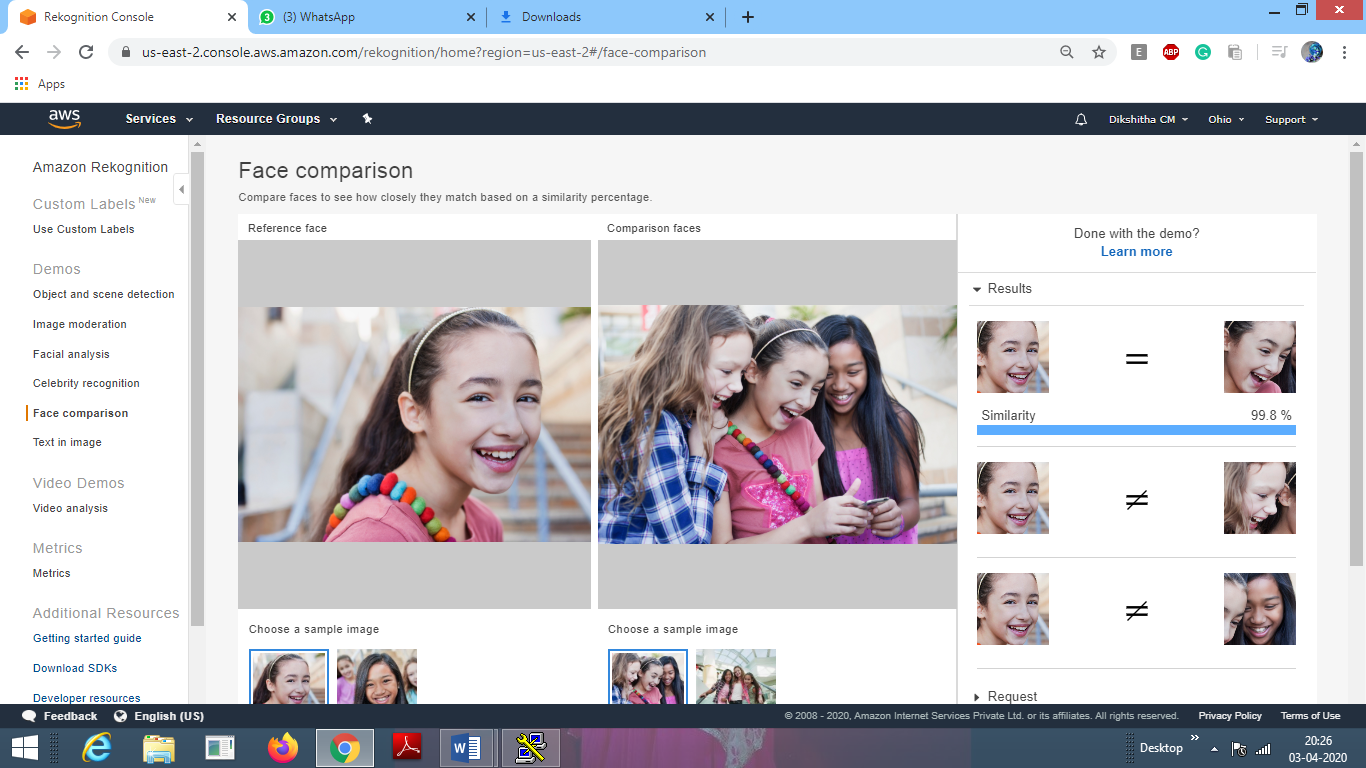 Rekognition Console
(3) WhatsApp
Downloads
us-east-2.console.aws.amazon.com/rekognition/home?region=us-east-2#/face-comparison
E
ABP
G
Apps
aws
Services
Resource Groups
Dikshitha CM
Ohio
Support
Amazon Rekognition
Custom Labels New
Use Custom Labels
Demos
Object and scene detection
Image moderation
Facial analysis
Celebrity recognition
Face comparison
Text in image
Video Demos
Video analysis
Metrics
Metrics
Additional Resources
Getting started guide
Download SDKs
Developer resources
Face comparison
Compare faces to see how closely they match based on a similarity percentage.
Reference face
Comparison faces
Choose a sample image
Choose a sample image
Done with the demo?
Learn more
Results
=
Similarity 99.8 %
≠
≠
Request
Feedback
English (US)
© 2008 - 2020, Amazon Internet Services Private Ltd. or its affiliates. All rights reserved.
Privacy Policy
Terms of Use
Desktop
20:26
03-04-2020